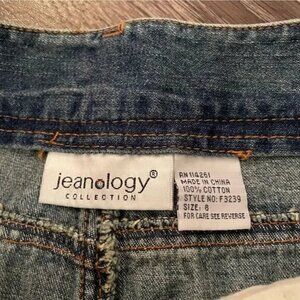 jeanology®
COLLECTION
RN 114261
MADE IN CHINA
100% COTTON
STYLE NO: F3239
SIZE: 8
FOR CARE SEE REVERSE